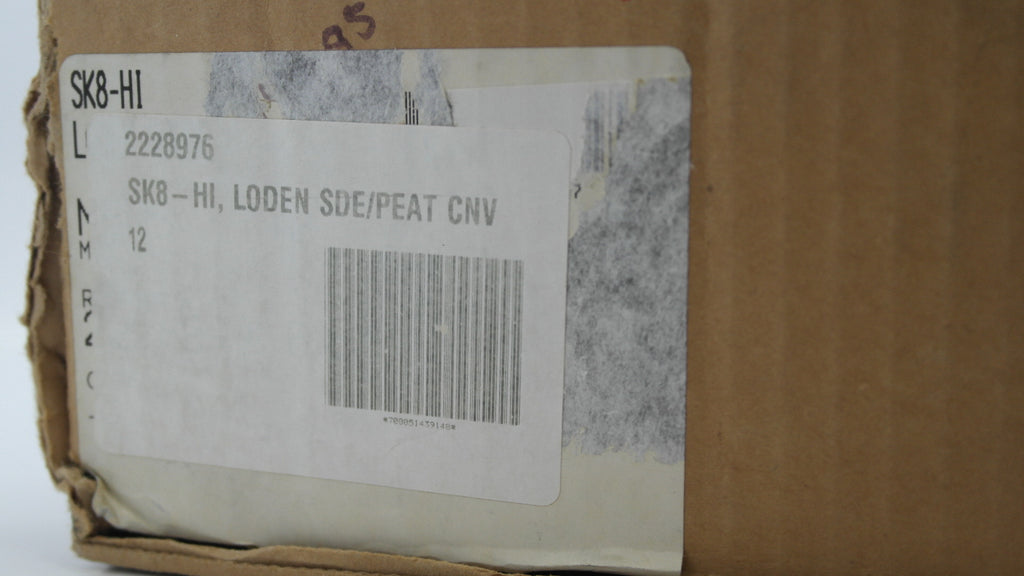 SK8-HI
2228976
SK8-HI, LODEN SDE/PEAT CNV
12